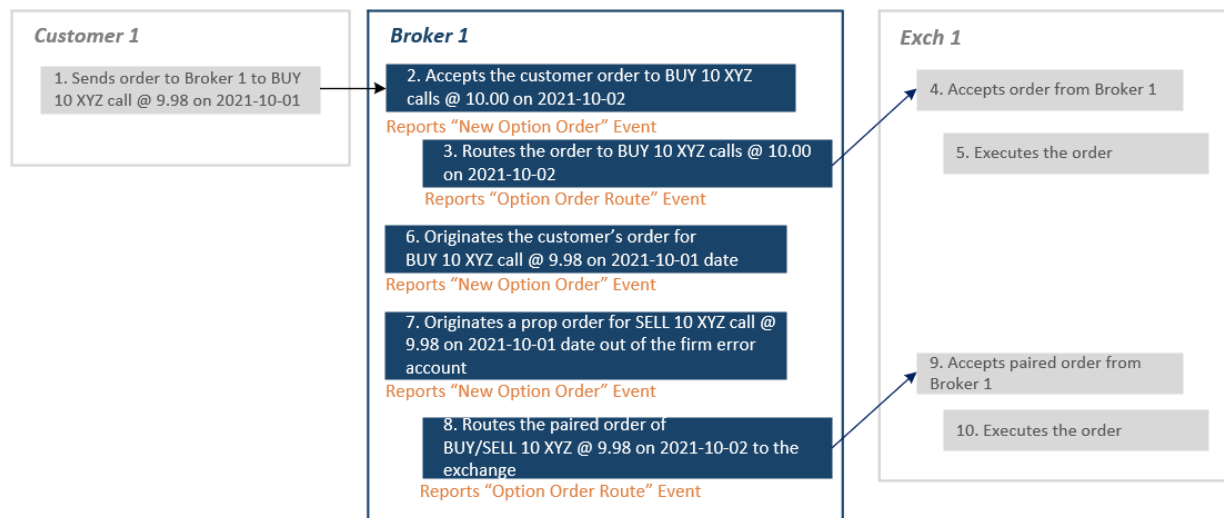 Customer 1
1. Sends order to Broker 1 to BUY
10 XYZ call @ 9.98 on 2021-10-01
Broker 1
2. Accepts the customer order to BUY 10 XYZ
calls @ 10.00 on 2021-10-02
Reports “New Option Order” Event
3. Routes the order to BUY 10 XYZ calls @ 10.00
on 2021-10-02
Reports “Option Order Route” Event
6. Originates the customer’s order for
BUY 10 XYZ call @ 9.98 on 2021-10-01 date
Reports “New Option Order” Event
7. Originates a prop order for SELL 10 XYZ call @
9.98 on 2021-10-01 date out of the firm error
account
Reports “New Option Order” Event
8. Routes the paired order of
BUY/SELL 10 XYZ @ 9.98 on 2021-10-02 to the
exchange
Reports “Option Order Route” Event
Exch 1
4. Accepts order from Broker 1
5. Executes the order
9. Accepts paired order from
Broker 1
10. Executes the order